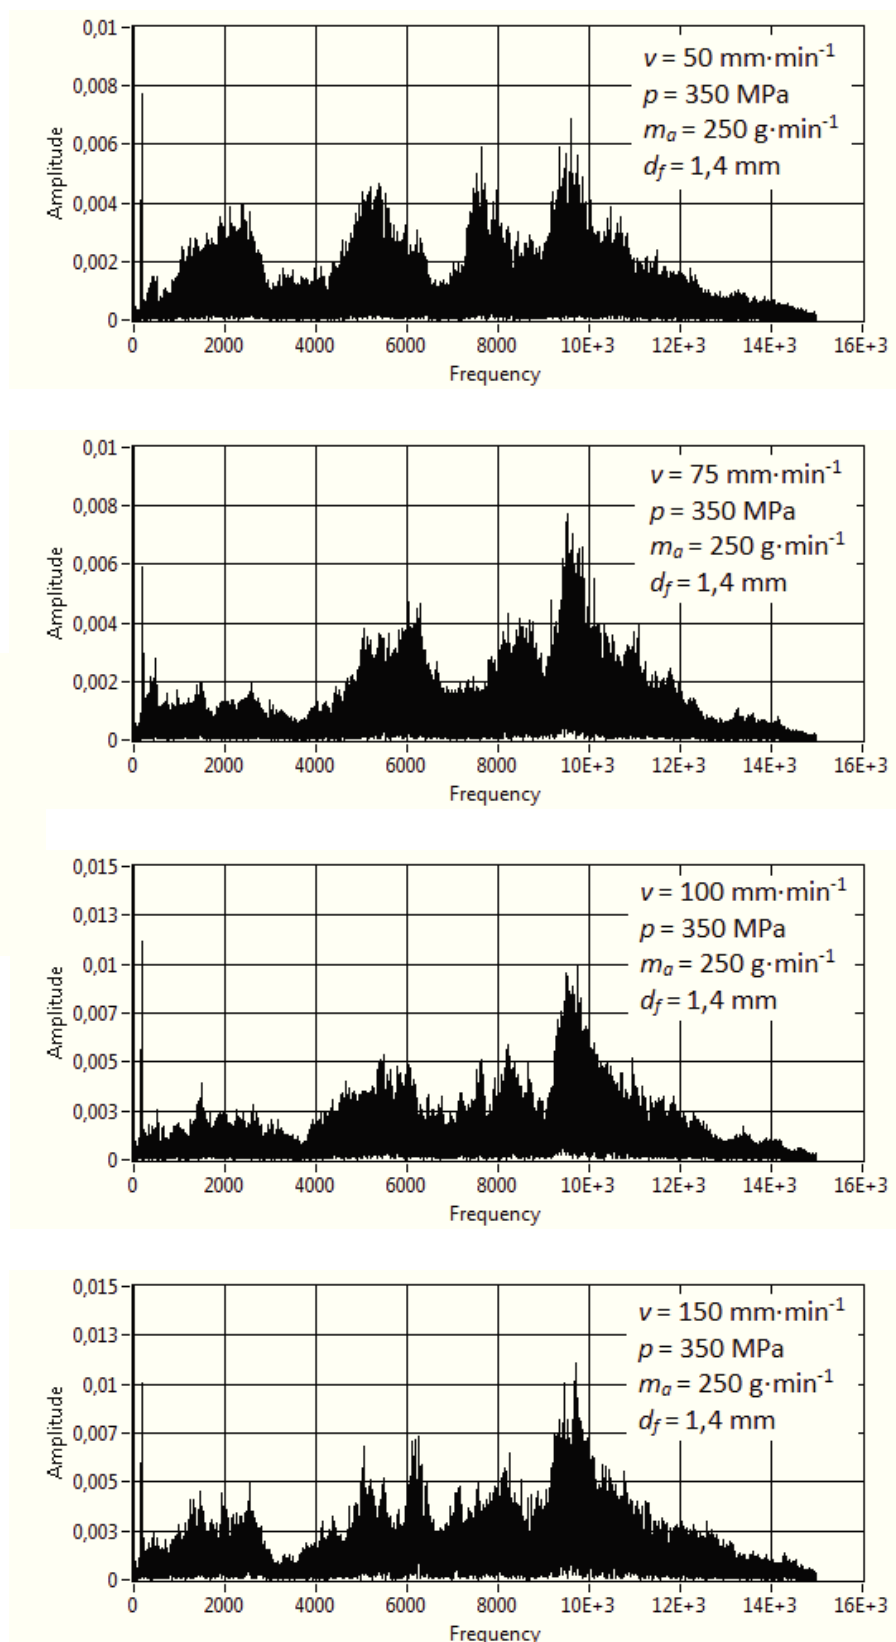 0,01
v = 50 mm·min-1
p = 350 MPa
ma = 250 g·min-1
df = 1,4 mm
0,008
0,006
0,004
0,002
0
Amplitude
0 2000 4000 6000 8000 10E+3 12E+3 14E+3 16E+3
Frequency
0,01
v = 75 mm·min-1
p = 350 MPa
ma = 250 g·min-1
df = 1,4 mm
0,008
0,006
0,004
0,002
0
Amplitude
0 2000 4000 6000 8000 10E+3 12E+3 14E+3 16E+3
Frequency
0,015
v = 100 mm·min-1
p = 350 MPa
ma = 250 g·min-1
df = 1,4 mm
0,013
0,01
0,007
0,005
0,003
0
Amplitude
0 2000 4000 6000 8000 10E+3 12E+3 14E+3 16E+3
Frequency
0,015
v = 150 mm·min-1
p = 350 MPa
ma = 250 g·min-1
df = 1,4 mm
0,013
0,01
0,007
0,005
0,003
0
Amplitude
0 2000 4000 6000 8000 10E+3 12E+3 14E+3 16E+3
Frequency